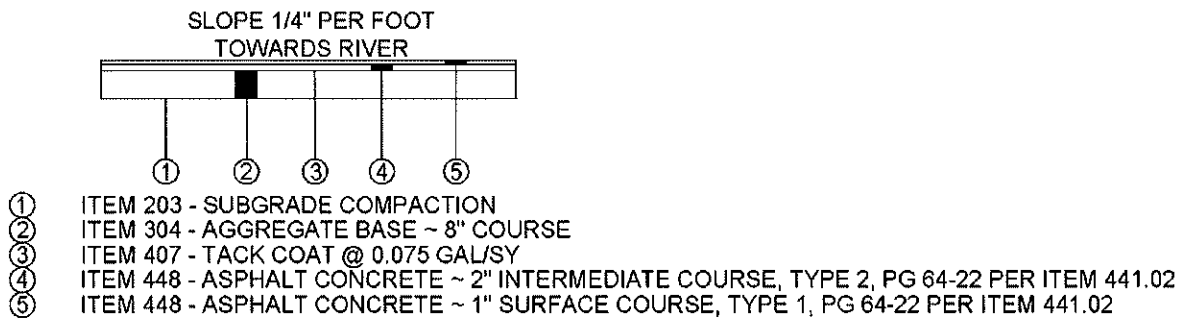 SLOPE 1/4" PER FOOT
TOWARDS RIVER
① ② ③ ④ ⑤
① ITEM 203 - SUBGRADE COMPACTION
② ITEM 304 - AGGREGATE BASE ~ 8" COURSE
③ ITEM 407 - TACK COAT @ 0.075 GAL/SY
④ ITEM 448 - ASPHALT CONCRETE ~ 2" INTERMEDIATE COURSE, TYPE 2, PG 64-22 PER ITEM 441.02
⑤ ITEM 448 - ASPHALT CONCRETE ~ 1" SURFACE COURSE, TYPE 1, PG 64-22 PER ITEM 441.02